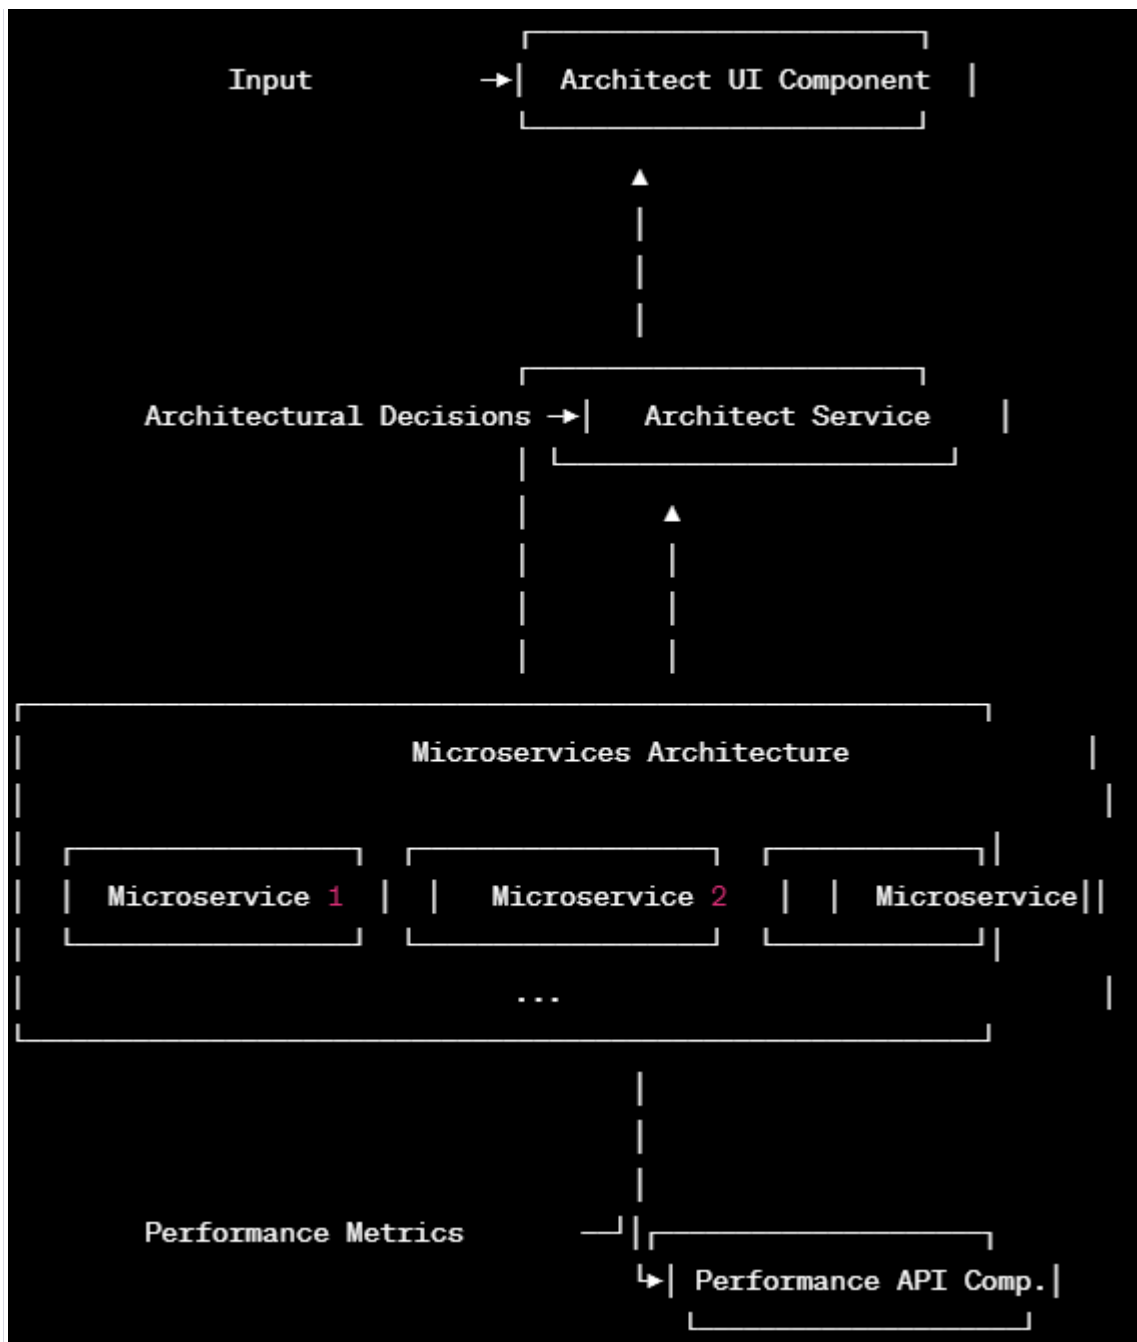 Input Architect UI Component
Architectural Decisions Architect Service
Microservices Architecture
Microservice 1 Microservice 2 Microservice
...
Performance Metrics
Performance API Comp.